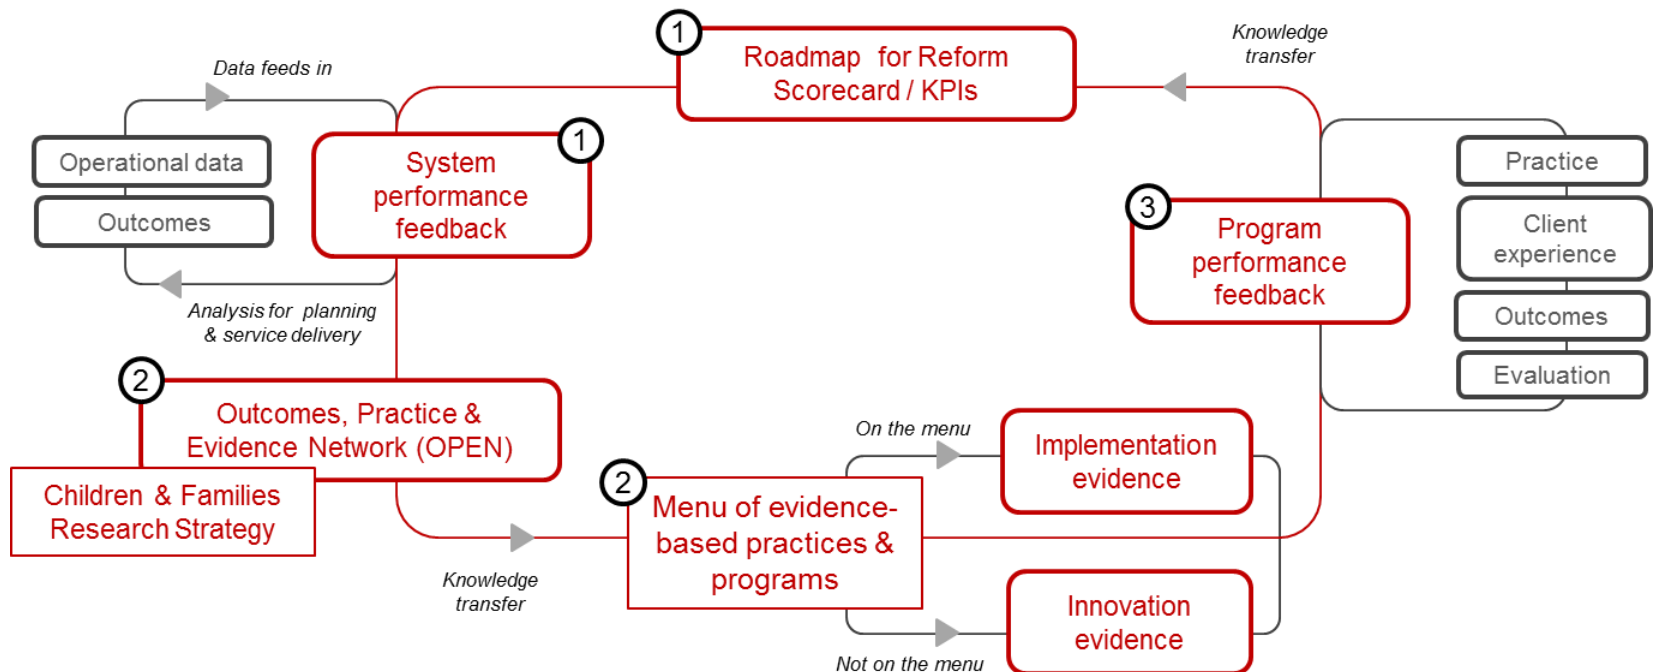 1
Roadmap for Reform
Scorecard / KPIs
Knowledge
transfer
Data feeds in
Operational data
Outcomes
System
performance
feedback
1
Analysis for planning
& service delivery
3
Program
performance
feedback
Practice
Client
experience
Outcomes
Evaluation
2
Outcomes, Practice &
Evidence Network (OPEN)
Children & Families
Research Strategy
Knowledge
transfer
2
Menu of evidence-
based practices &
programs
On the menu
Implementation
evidence
Not on the menu
Innovation
evidence